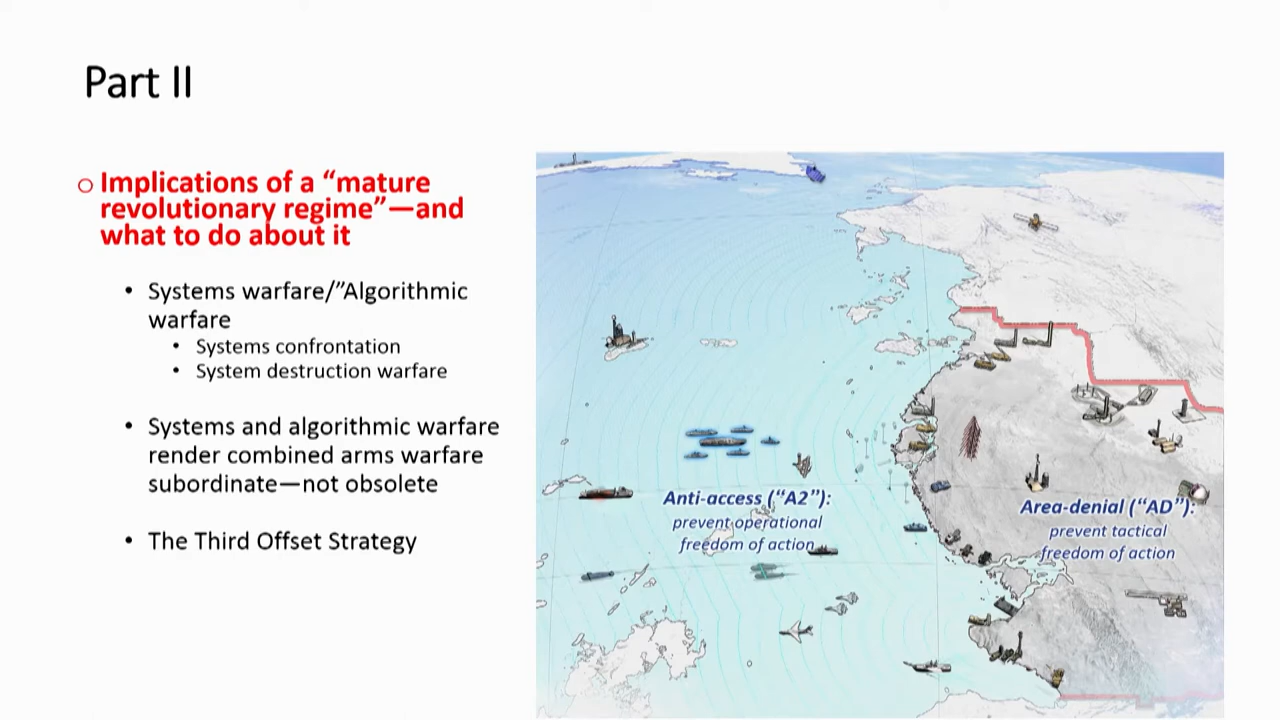 Part II
Implications of a “mature
revolutionary regime”—and
what to do about it
• Systems warfare/”Algorithmic
warfare
• Systems confrontation
• System destruction warfare
• Systems and algorithmic warfare
render combined arms warfare
subordinate—not obsolete
• The Third Offset Strategy
Anti-access (“A2”):
prevent operational
freedom of action
Area-denial (“AD”):
prevent tactical
freedom of action